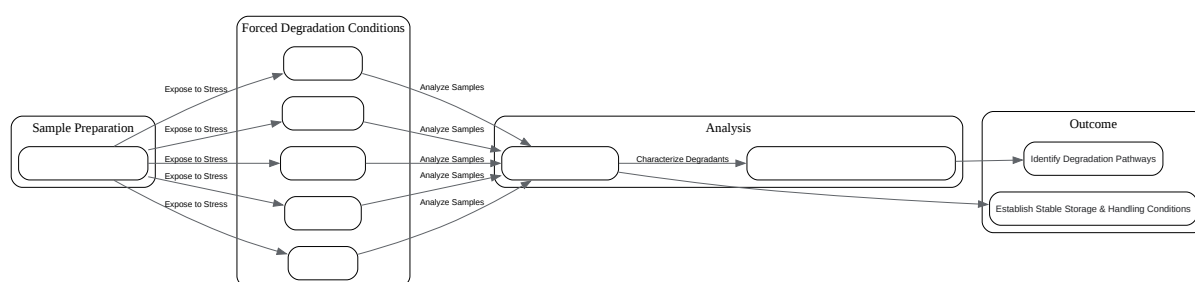 Forced Degradation Conditions
Expose to Stress
Analyze Samples
Sample Preparation
Expose to Stress
Analyze Samples
Analysis
Outcome
Expose to Stress
Analyze Samples
Characterize Degradants
Identify Degradation Pathways
Expose to Stress
Analyze Samples
Expose to Stress
Analyze Samples
Establish Stable Storage & Handling Conditions